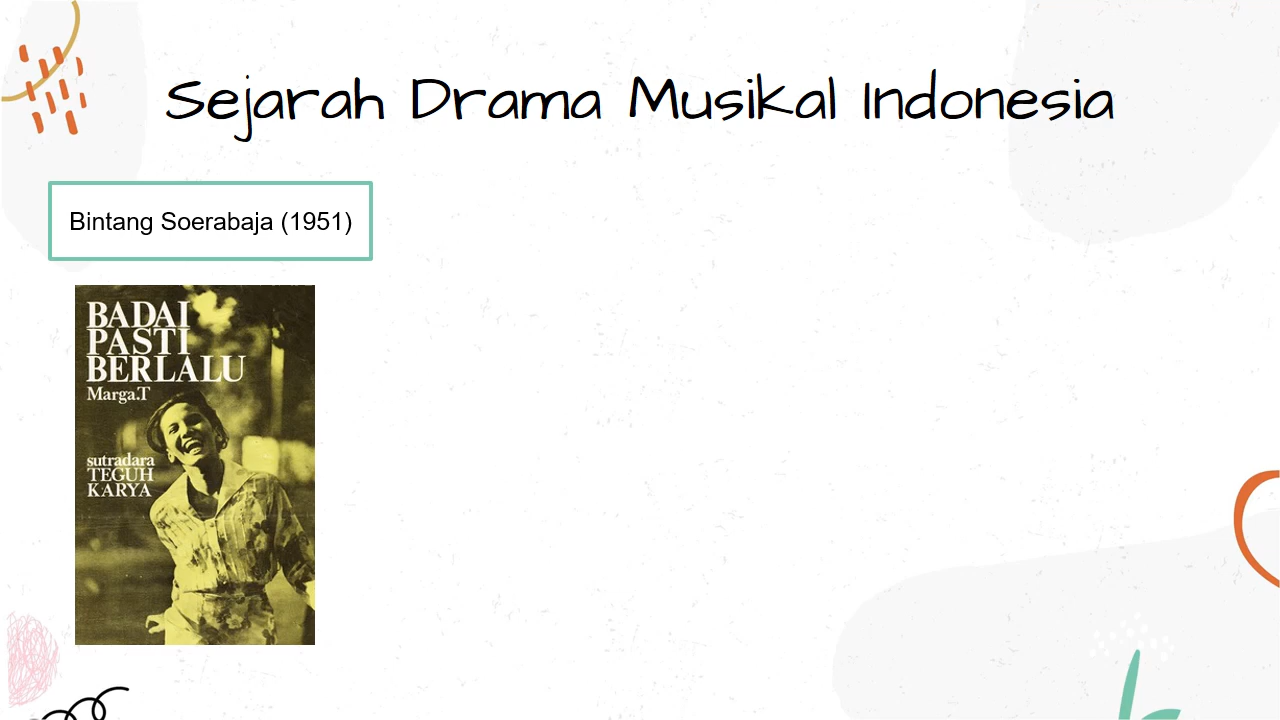 Sejarah Drama Musikal Indonesia
Bintang Soerabaja (1951)
BADAI
PASTI
BERLALU
Marga.T
sutradara
TEGUH
KARYA